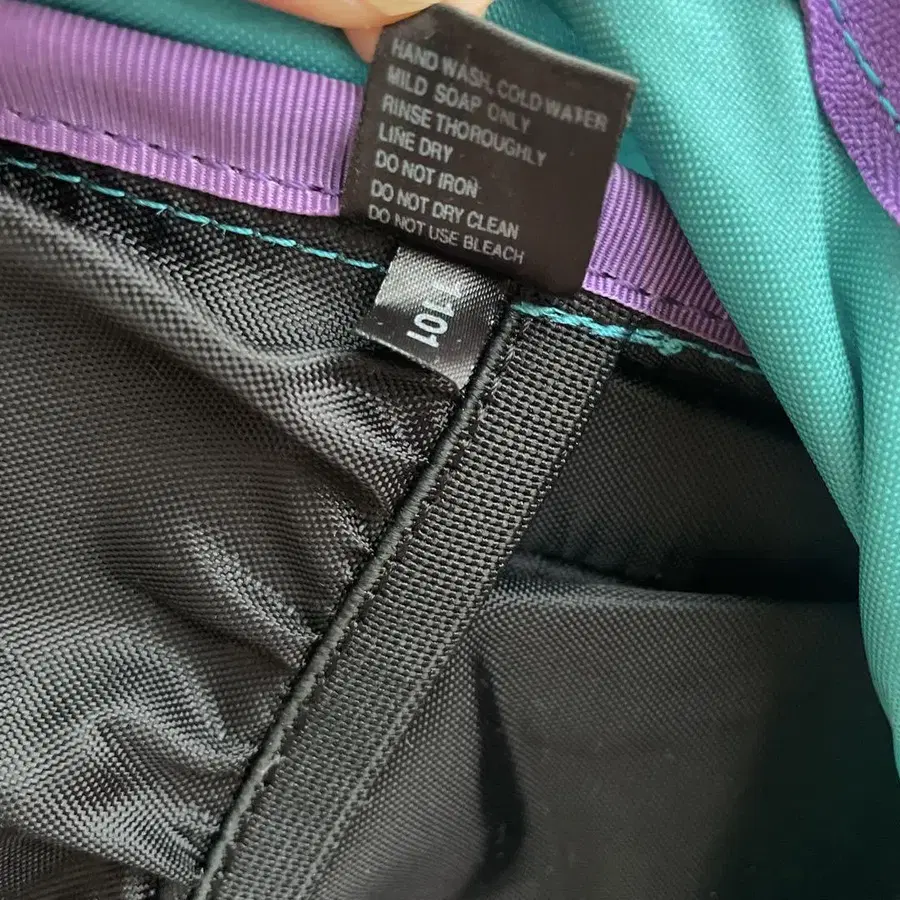 HAND WASH, COLD WATER
MILD SOAP ONLY
RINSE THOROUGHLY
LINE DRY
DO NOT IRON
DO NOT DRY CLEAN
DO NOT USE BLEACH
1101